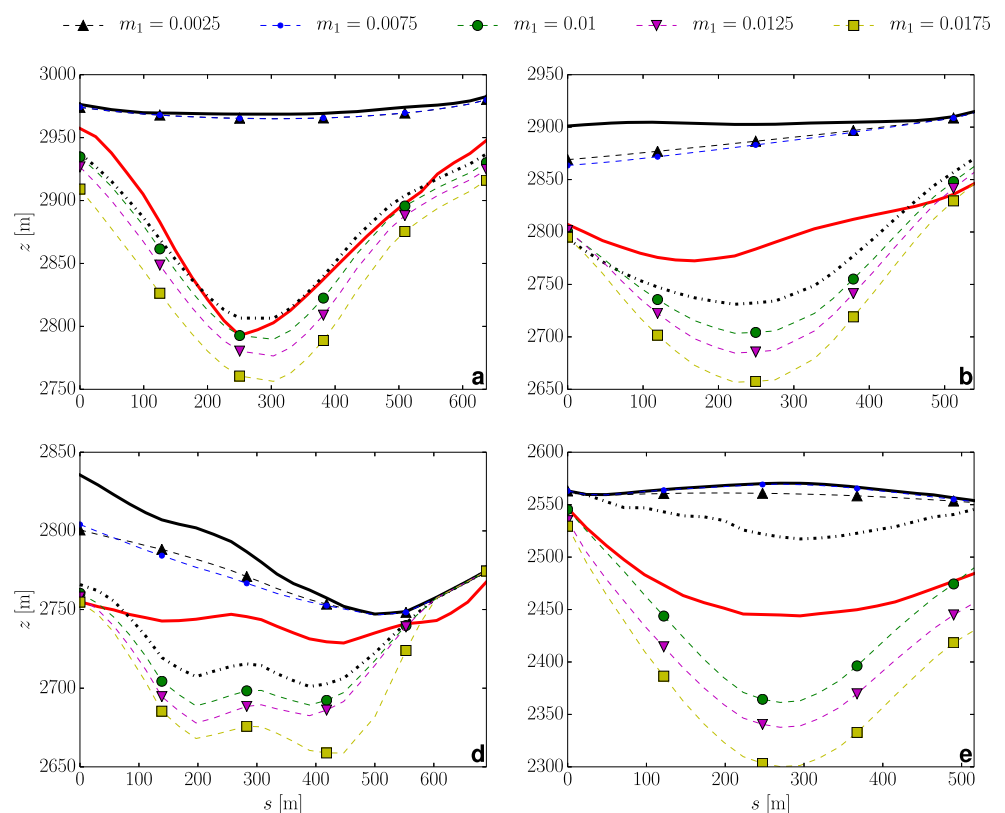 m₁ = 0.0025 m₁ = 0.0075 m₁ = 0.01 m₁ = 0.0125 m₁ = 0.0175
3000 2950
2950 2900
2900 2850
z [m] 2850 2800
2800 2750
2750 2700
2650
a b
0 100 200 300 400 500 600 0 100 200 300 400 500
2850 2600
2800 2550
2500
z [m] 2750 2450
2400
2700 2350
2650 2300
d e
0 100 200 300 400 500 600 0 100 200 300 400 500
s [m] s [m]